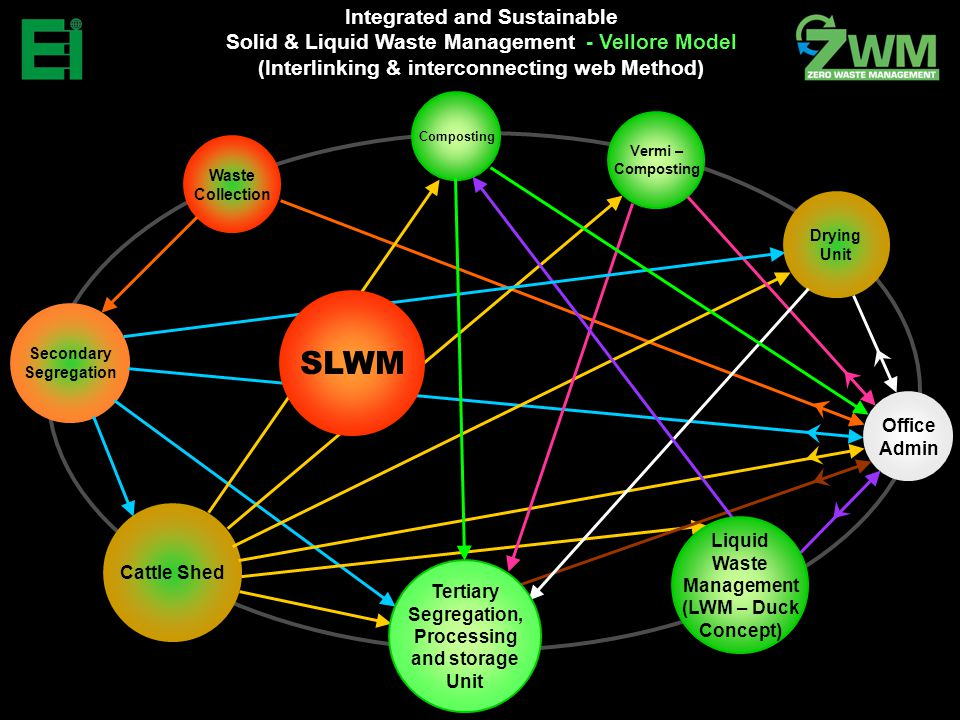 Integrated and Sustainable
Solid & Liquid Waste Management - Vellore Model
(Interlinking & interconnecting web Method)
EI
ZWM
ZERO WASTE MANAGEMENT
Composting
Vermi –
Composting
Waste
Collection
Drying
Unit
Secondary
Segregation
SLWM
Office
Admin
Cattle Shed
Liquid
Waste
Management
(LWM – Duck
Concept)
Tertiary
Segregation,
Processing
and storage
Unit